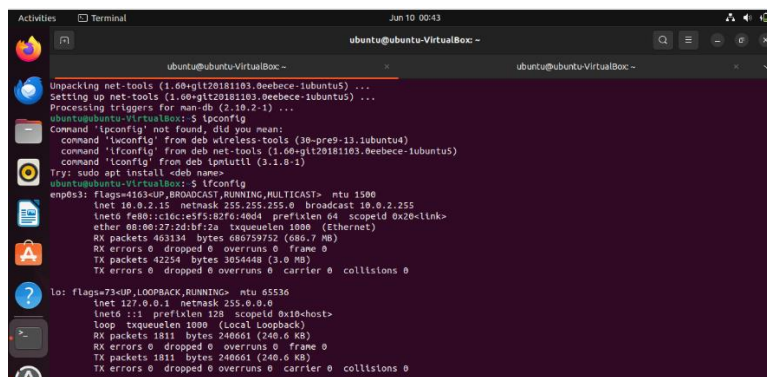 Activities Terminal Jun 10 00:43
ubuntu@ubuntu-VirtualBox: ~
ubuntu@ubuntu-VirtualBox: ~ ubuntu@ubuntu-VirtualBox: ~
Unpacking net-tools (1.60+git20181103.0eebece-1ubuntu5) ...
Setting up net-tools (1.60+git20181103.0eebece-1ubuntu5) ...
Processing triggers for man-db (2.10.2-1) ...
ubuntu@ubuntu-VirtualBox:~$ ipconfig
Command 'ipconfig' not found, did you mean:
command 'iwconfig' from deb wireless-tools (30~pre9-13.1ubuntu4)
command 'ifconfig' from deb net-tools (1.60+git20181103.0eebece-1ubuntu5)
command 'iconfig' from deb ipmiutil (3.1.8-1)
Try: sudo apt install <deb name>
ubuntu@ubuntu-VirtualBox:~$ ifconfig
enp0s3: flags=4163<UP,BROADCAST,RUNNING,MULTICAST> mtu 1500
inet 10.0.2.15 netmask 255.255.255.0 broadcast 10.0.2.255
inet6 fe80::c16c:e5f5:82f6:40d4 prefixlen 64 scopeid 0x20<link>
ether 08:00:27:2d:bf:2a txqueuelen 1000 (Ethernet)
RX packets 463134 bytes 686759752 (686.7 MB)
RX errors 0 dropped 0 overruns 0 frame 0
TX packets 42254 bytes 3054448 (3.0 MB)
TX errors 0 dropped 0 overruns 0 carrier 0 collisions 0
lo: flags=73<UP,LOOPBACK,RUNNING> mtu 65536
inet 127.0.0.1 netmask 255.0.0.0
inet6 ::1 prefixlen 128 scopeid 0x10<host>
loop txqueuelen 1000 (Local Loopback)
RX packets 1811 bytes 240661 (240.6 KB)
RX errors 0 dropped 0 overruns 0 frame 0
TX packets 1811 bytes 240661 (240.6 KB)
TX errors 0 dropped 0 overruns 0 carrier 0 collisions 0